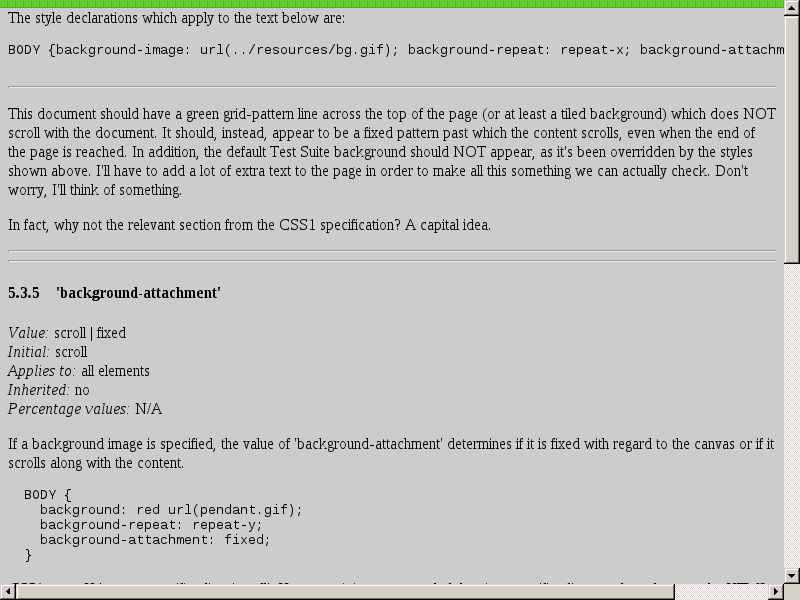 The style declarations which apply to the text below are:
BODY {background-image: url(../resources/bg.gif); background-repeat: repeat-x; background-attachm
This document should have a green grid-pattern line across the top of the page (or at least a tiled background) which does NOT
scroll with the document. It should, instead, appear to be a fixed pattern past which the content scrolls, even when the end of
the page is reached. In addition, the default Test Suite background should NOT appear, as it's been overridden by the styles
shown above. I'll have to add a lot of extra text to the page in order to make all this something we can actually check. Don't
worry, I'll think of something.
In fact, why not the relevant section from the CSS1 specification? A capital idea.
5.3.5 'background-attachment'
Value: scroll | fixed
Initial: scroll
Applies to: all elements
Inherited: no
Percentage values: N/A
If a background image is specified, the value of 'background-attachment' determines if it is fixed with regard to the canvas or if it
scrolls along with the content.
BODY {
background: red url(pendant.gif);
background-repeat: repeat-y;
background-attachment: fixed;
}